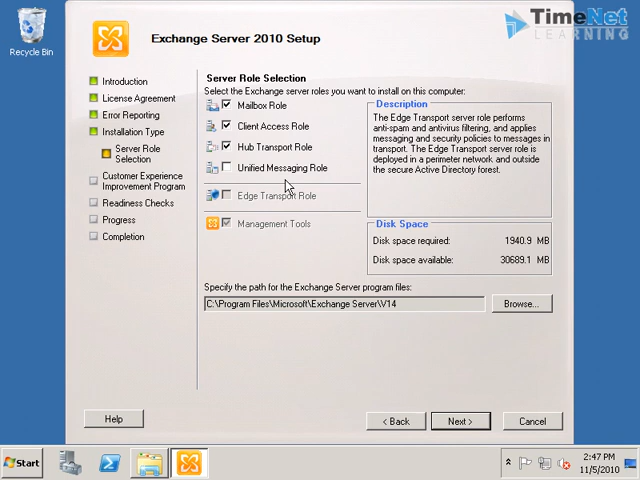 TimeNet
LEARNING
Recycle Bin
Exchange Server 2010 Setup
Introduction
License Agreement
Error Reporting
Installation Type
Server Role
Selection
Customer Experience
Improvement Program
Readiness Checks
Progress
Completion
Server Role Selection
Select the Exchange server roles you want to install on this computer:
Mailbox Role
Client Access Role
Hub Transport Role
Unified Messaging Role
Edge Transport Role
Management Tools
Description
The Edge Transport server role performs
anti-spam and antivirus filtering, and applies
messaging and security policies to messages in
transport. The Edge Transport server role is
deployed in a perimeter network and outside
the secure Active Directory forest.
Disk Space
Disk space required: 1940.9 MB
Disk space available: 30689.1 MB
Specify the path for the Exchange Server program files:
C:\Program Files\Microsoft\Exchange Server\V14
Browse...
Help
< Back
Next >
Cancel
Start
2:47 PM
11/5/2010